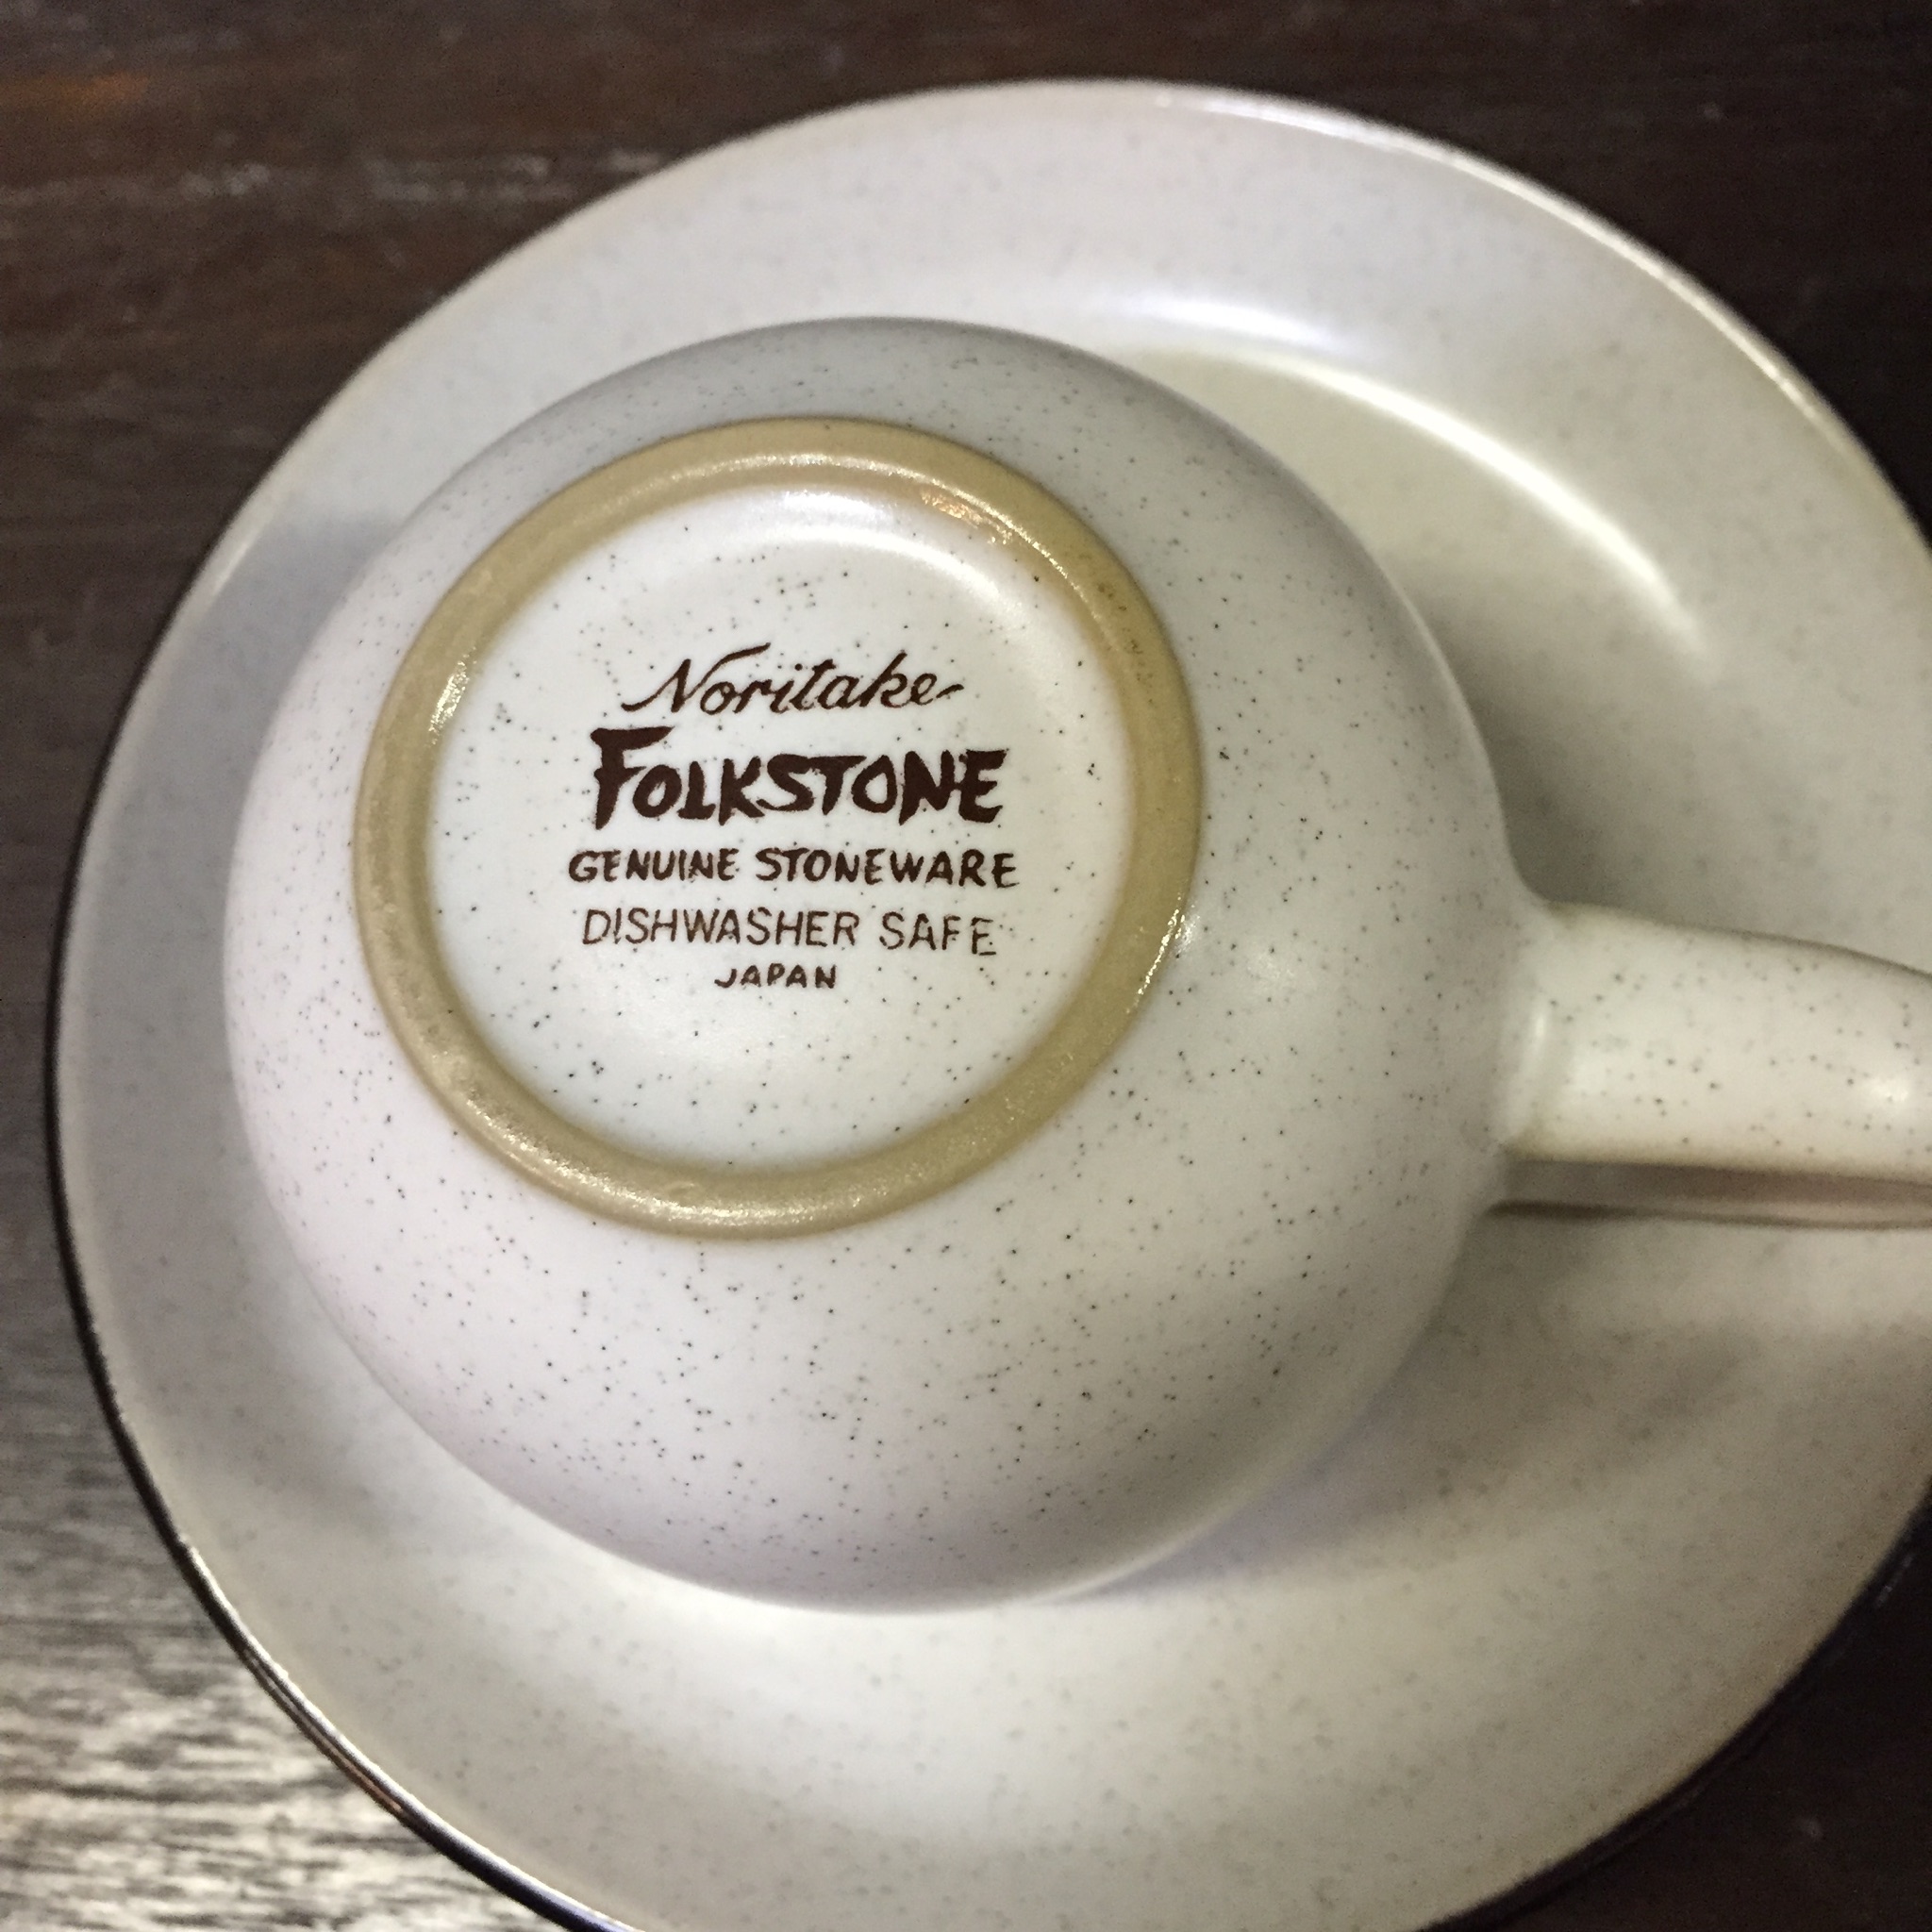 Noritake
FOLKSTONE
GENUINE STONEWARE
DISHWASHER SAFE
JAPAN